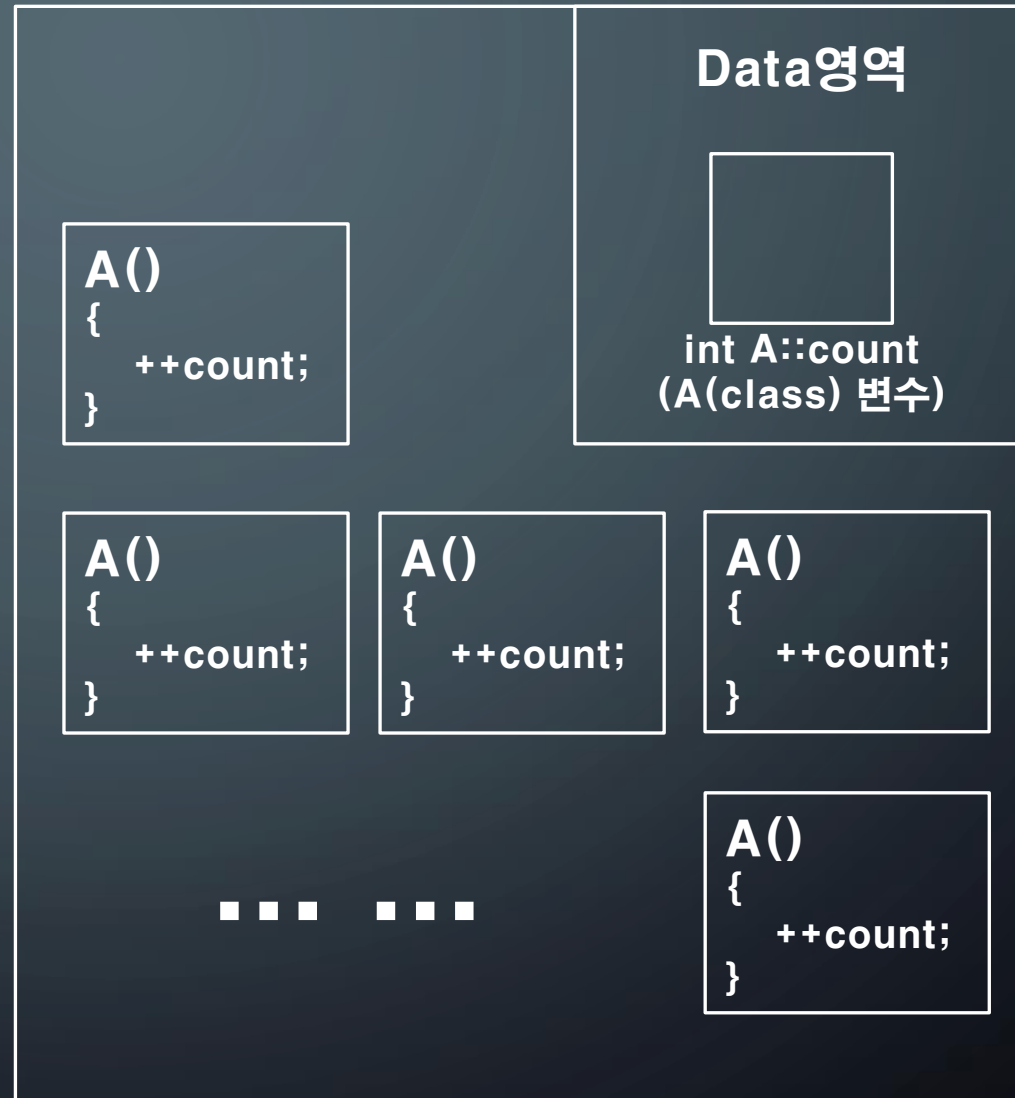 Data영역
int A::count
(A(class) 변수)
A()
{
++count;
}
A()
{
++count;
}
A()
{
++count;
}
A()
{
++count;
}
... ...
A()
{
++count;
}